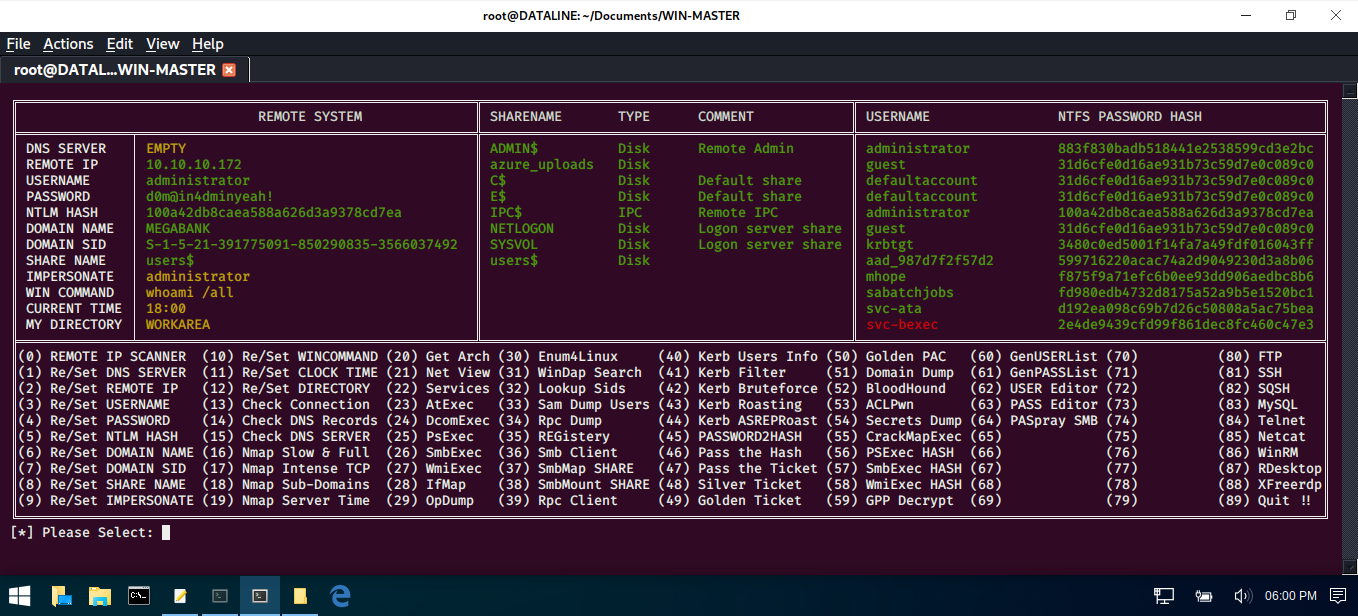 root@DATALINE: ~/Documents/WIN-MASTER
File Actions Edit View Help
root@DATAL...WIN-MASTER
REMOTE SYSTEM SHARENAME TYPE COMMENT USERNAME NTFS PASSWORD HASH
DNS SERVER EMPTY ADMIN$ Disk Remote Admin administrator 883f830badb518441e2538599cd3e2bc
REMOTE IP 10.10.10.172 azure_uploads Disk guest 31d6cfe0d16ae931b73c59d7e0c089c0
USERNAME administrator C$ Disk Default share defaultaccount 31d6cfe0d16ae931b73c59d7e0c089c0
PASSWORD d0m@in4dminyeah! E$ Disk Default share defaultaccount 31d6cfe0d16ae931b73c59d7e0c089c0
NTLM HASH 100a42db8caea588a626d3a9378cd7ea IPC$ IPC Remote IPC administrator 100a42db8caea588a626d3a9378cd7ea
DOMAIN NAME MEGABANK NETLOGON Disk Logon server share guest 31d6cfe0d16ae931b73c59d7e0c089c0
DOMAIN SID S-1-5-21-391775091-850290835-3566037492 SYSVOL Disk Logon server share krbtgt 3480c0ed5001f14fa7a49fdf016043ff
SHARE NAME users$ users$ Disk aad_987d7f2f57d2 599716220acac74a2d9049230d3a8b06
IMPERSONATE administrator mhope f875f9a71efc6b0ee93dd906aedbc8b6
WIN COMMAND whoami /all sabatchjobs fd980edb4732d8175a52a9b5e1520bc1
CURRENT TIME 18:00 svc-ata d192ea098c69b7d26c50808a5ac75bea
MY DIRECTORY WORKAREA svc-bexec 2e4de9439cfd99f861dec8fc460c47e3
(0) REMOTE IP SCANNER (10) Re/Set WINCOMMAND (20) Get Arch (30) Enum4Linux (40) Kerb Users Info (50) Golden PAC (60) GenUSERList (70) (80) FTP
(1) Re/Set DNS SERVER (11) Re/Set CLOCK TIME (21) Net View (31) WinDap Search (41) Kerb Filter (51) Domain Dump (61) GenPASSList (71) (81) SSH
(2) Re/Set REMOTE IP (12) Re/Set DIRECTORY (22) Services (32) Lookup Sids (42) Kerb Bruteforce (52) BloodHound (62) USER Editor (72) (82) SQSH
(3) Re/Set USERNAME (13) Check Connection (23) AtExec (33) Sam Dump Users (43) Kerb Roasting (53) ACLPwn (63) PASS Editor (73) (83) MySQL
(4) Re/Set PASSWORD (14) Check DNS Records (24) DcomExec (34) Rpc Dump (44) Kerb ASREPRoast (54) Secrets Dump (64) PASpray SMB (74) (84) Telnet
(5) Re/Set NTLM HASH (15) Check DNS SERVER (25) PsExec (35) REGistery (45) PASSWORD2HASH (55) CrackMapExec (65) (75) (85) Netcat
(6) Re/Set DOMAIN NAME (16) Nmap Slow & Full (26) SmbExec (36) Smb Client (46) Pass the Hash (56) PSExec HASH (66) (76) (86) WinRM
(7) Re/Set DOMAIN SID (17) Nmap Intense TCP (27) WmiExec (37) SmbMap SHARE (47) Pass the Ticket (57) SmbExec HASH (67) (77) (87) RDesktop
(8) Re/Set SHARE NAME (18) Nmap Sub-Domains (28) IfMap (38) SmbMount SHARE (48) Silver Ticket (58) WmiExec HASH (68) (78) (88) XFreerdp
(9) Re/Set IMPERSONATE (19) Nmap Server Time (29) OpDump (39) Rpc Client (49) Golden Ticket (59) GPP Decrypt (69) (79) (89) Quit !!
[*] Please Select:
06:00 PM